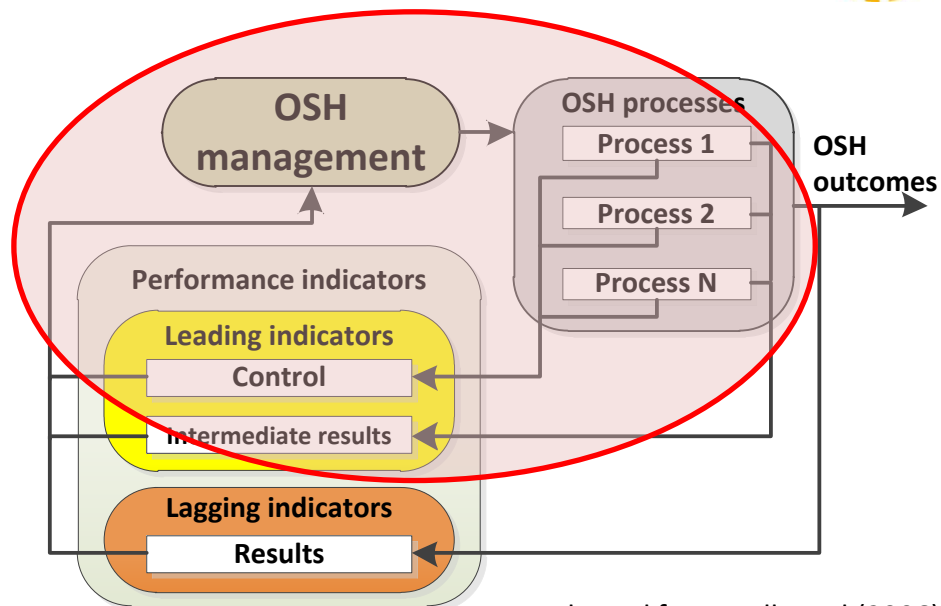 OSH
management
OSH processes
Process 1
Process 2
Process N
OSH
outcomes
Performance indicators
Leading indicators
Control
Intermediate results
Lagging indicators
Results